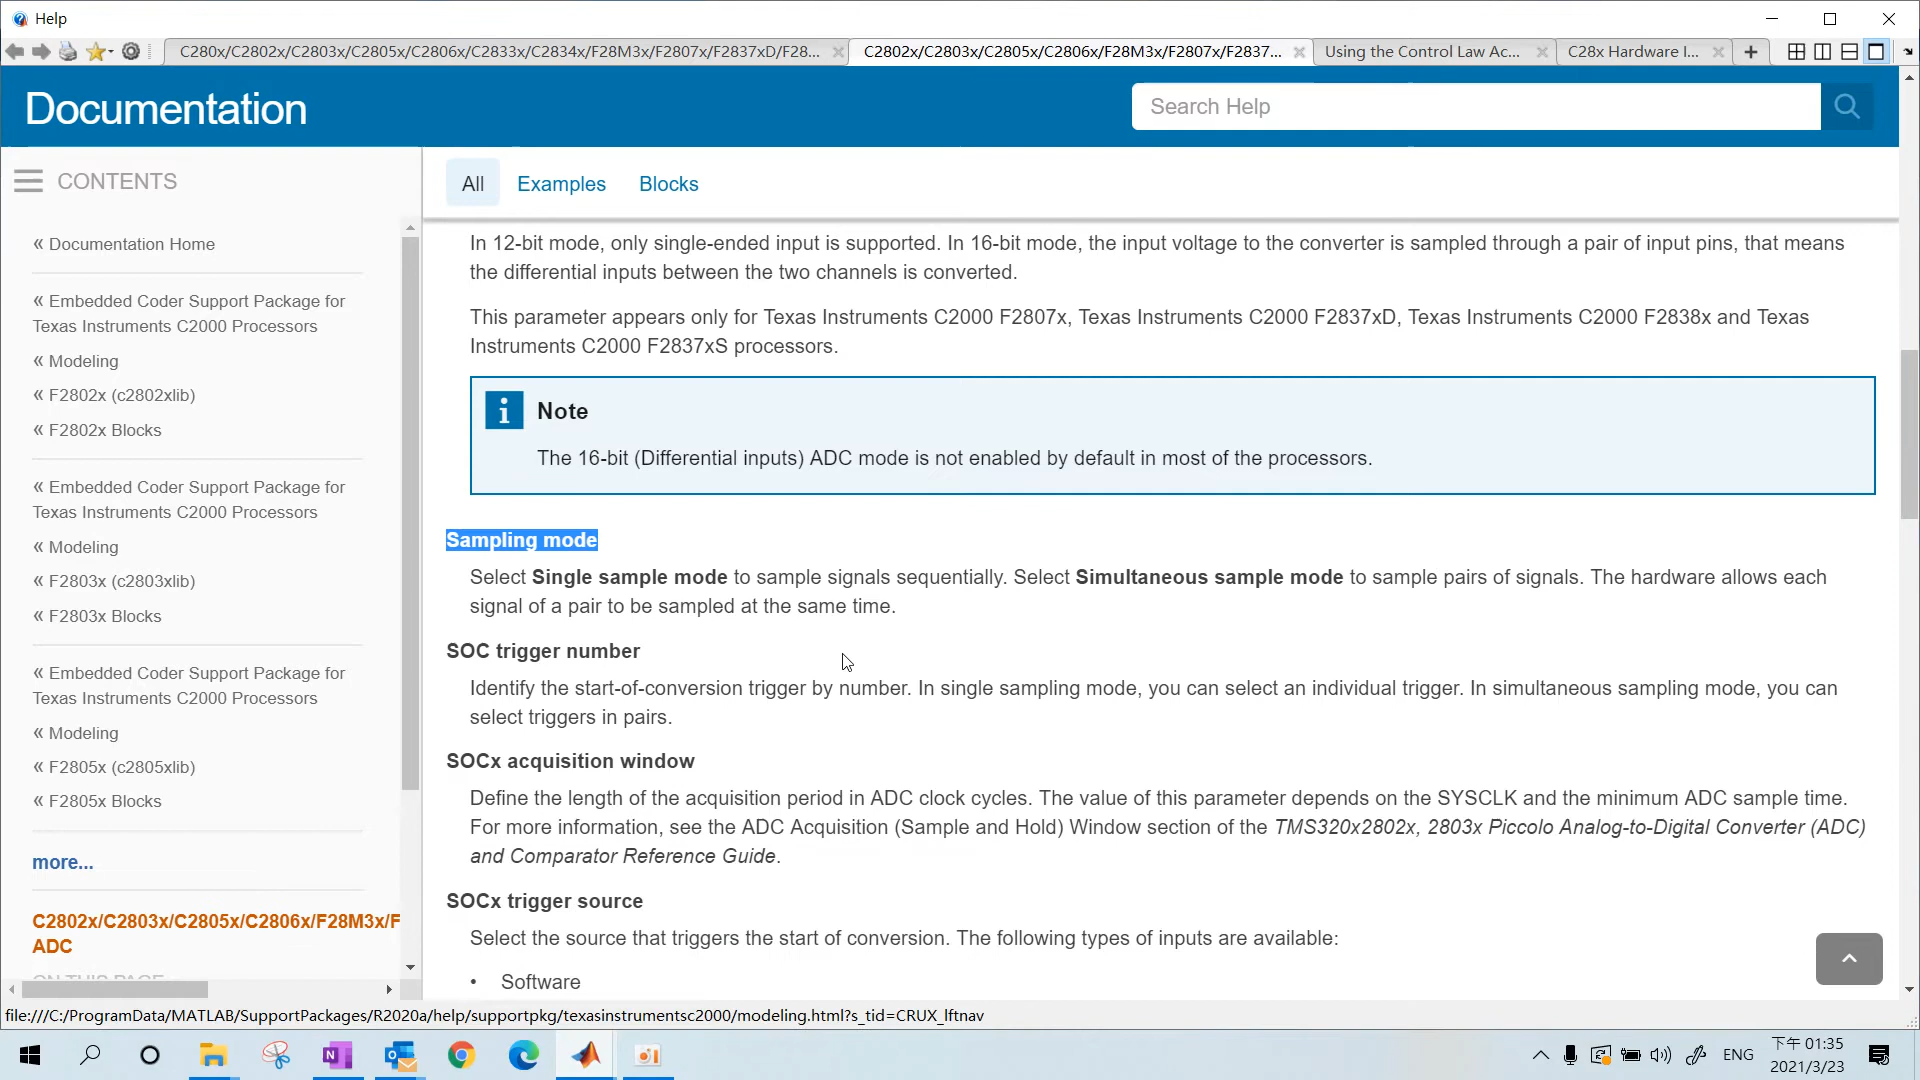 Help
C280x/C2802x/C2803x/C2805x/C2806x/C2833x/C2834x/F28M3x/F2807x/F2837xD/F28...
C2802x/C2803x/C2805x/C2806x/F28M3x/F2807x/F2837...
Using the Control Law Ac...
C28x Hardware I...
Documentation
Search Help
CONTENTS
All
Examples
Blocks
« Documentation Home
« Embedded Coder Support Package for
Texas Instruments C2000 Processors
« Modeling
« F2802x (c2802xlib)
« F2802x Blocks
« Embedded Coder Support Package for
Texas Instruments C2000 Processors
« Modeling
« F2803x (c2803xlib)
« F2803x Blocks
« Embedded Coder Support Package for
Texas Instruments C2000 Processors
« Modeling
« F2805x (c2805xlib)
« F2805x Blocks
more...
C2802x/C2803x/C2805x/C2806x/F28M3x/F
ADC
ON THIS PAGE
In 12-bit mode, only single-ended input is supported. In 16-bit mode, the input voltage to the converter is sampled through a pair of input pins, that means
the differential inputs between the two channels is converted.
This parameter appears only for Texas Instruments C2000 F2807x, Texas Instruments C2000 F2837xD, Texas Instruments C2000 F2838x and Texas
Instruments C2000 F2837xS processors.
Note
The 16-bit (Differential inputs) ADC mode is not enabled by default in most of the processors.
Sampling mode
Select Single sample mode to sample signals sequentially. Select Simultaneous sample mode to sample pairs of signals. The hardware allows each
signal of a pair to be sampled at the same time.
SOC trigger number
Identify the start-of-conversion trigger by number. In single sampling mode, you can select an individual trigger. In simultaneous sampling mode, you can
select triggers in pairs.
SOCx acquisition window
Define the length of the acquisition period in ADC clock cycles. The value of this parameter depends on the SYSCLK and the minimum ADC sample time.
For more information, see the ADC Acquisition (Sample and Hold) Window section of the TMS320x2802x, 2803x Piccolo Analog-to-Digital Converter (ADC)
and Comparator Reference Guide.
SOCx trigger source
Select the source that triggers the start of conversion. The following types of inputs are available:
• Software
file:///C:/ProgramData/MATLAB/SupportPackages/R2020a/help/supportpkg/texasinstrumentsc2000/modeling.html?s_tid=CRUX_lftnav
ENG
下午 01:35
2021/3/23